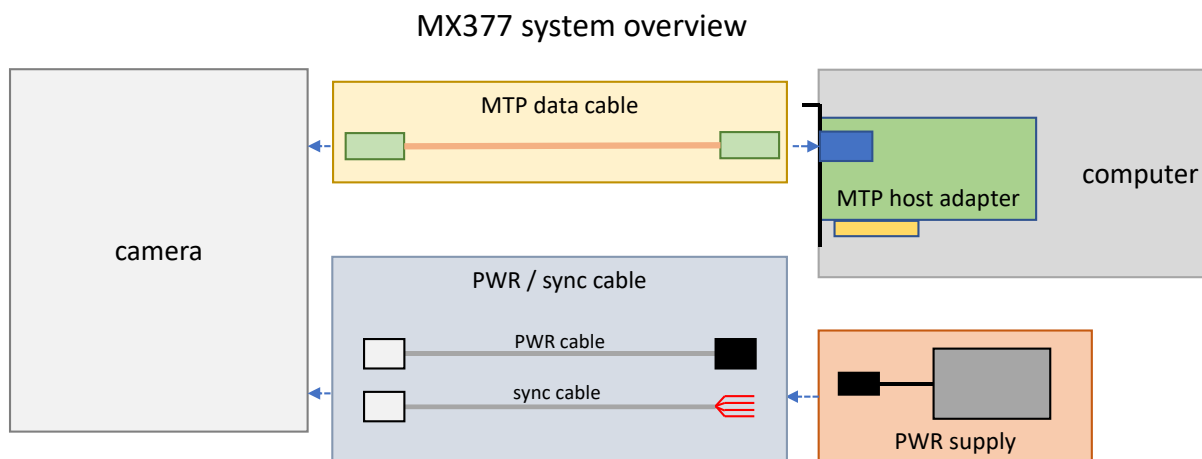 MX377 system overview
MTP data cable
MTP host adapter
computer
camera
PWR / sync cable
PWR cable
sync cable
PWR supply